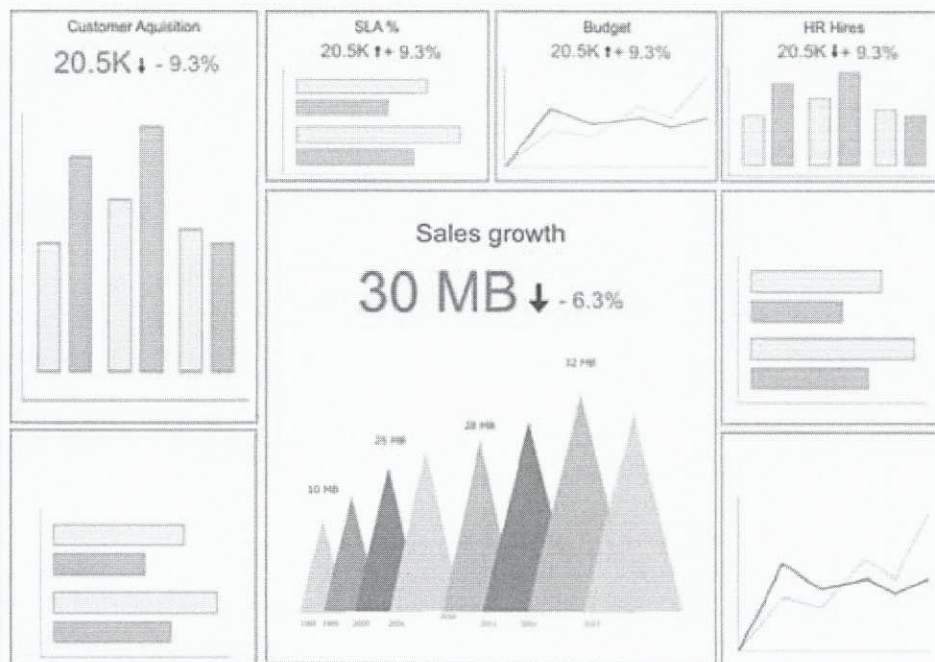 Customer Aquisition
20.5K ⬇ - 9.3%
SLA %
20.5K ⬆ + 9.3%
Budget
20.5K ⬆ + 9.3%
HR Hires
20.5K ⬇ + 9.3%
Sales growth
30 MB ⬇ - 6.3%
32 MB
28 MB
25 MB
10 MB